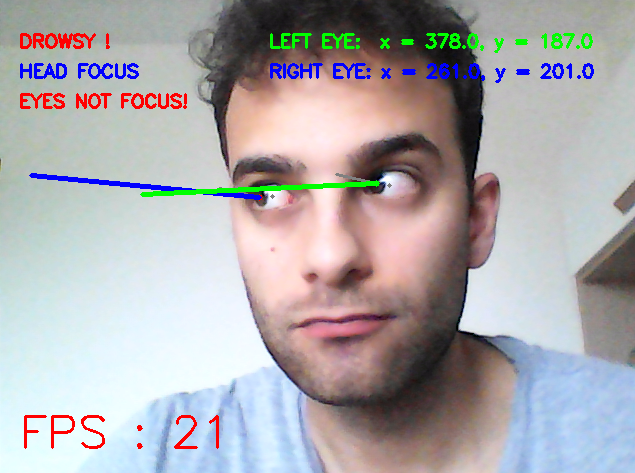 DROWSY !
LEFT EYE: x = 378.0, y = 187.0
HEAD FOCUS
RIGHT EYE: x = 261.0, y = 201.0
EYES NOT FOCUS!
FPS : 21